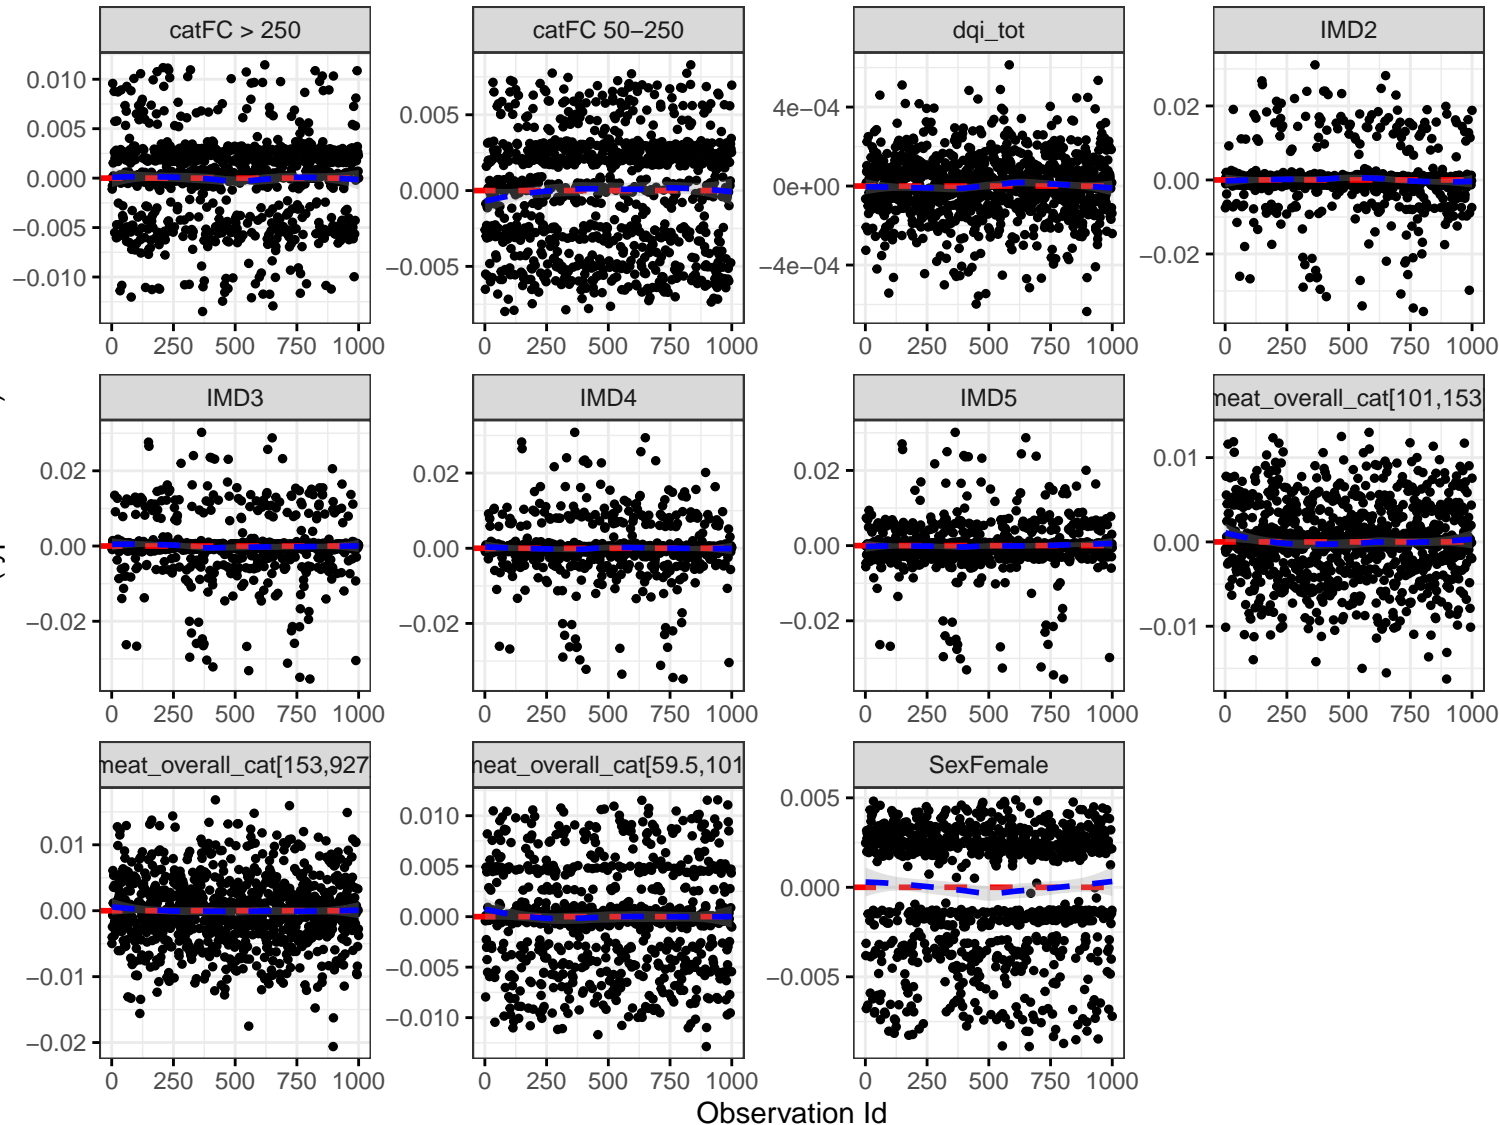 catFC > 250
catFC 50−250
dqi_tot
IMD2
0.010
0.005
0.000
−0.005
−0.010
0.005
0.000
−0.005
4e−04
0e+00
−4e−04
0.02
0.00
−0.02
0 250 500 750 1000
0 250 500 750 1000
0 250 500 750 1000
0 250 500 750 1000
IMD3
IMD4
IMD5
meat_overall_cat[101,153]
0.02
0.00
−0.02
0.02
0.00
−0.02
0.02
0.00
−0.02
0.01
0.00
−0.01
0 250 500 750 1000
0 250 500 750 1000
0 250 500 750 1000
0 250 500 750 1000
meat_overall_cat[153,927]
meat_overall_cat[59.5,101
SexFemale
0.01
0.00
−0.01
−0.02
0.010
0.005
0.000
−0.005
−0.010
0.005
0.000
−0.005
0 250 500 750 1000
0 250 500 750 1000
0 250 500 750 1000
Observation Id